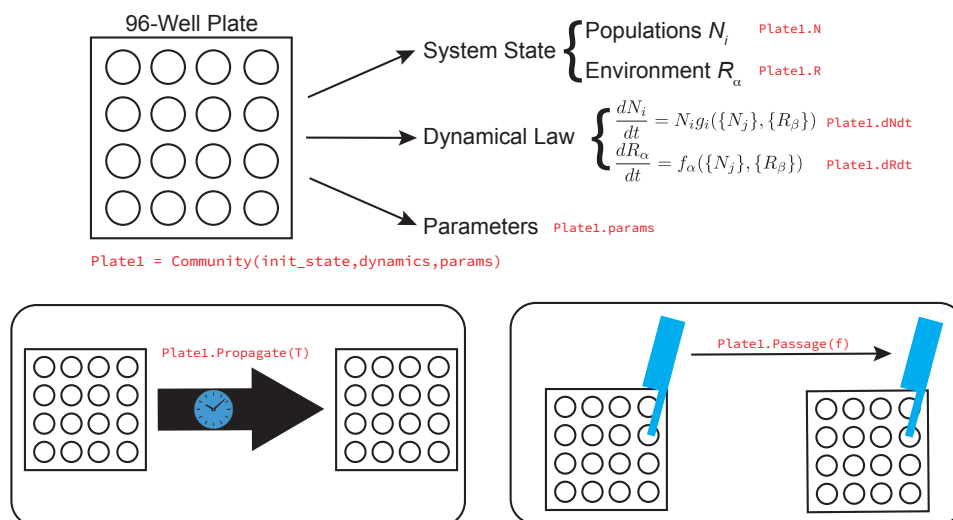 96-Well Plate
System State
Populations N_i
Plate1.N
Environment R_α
Plate1.R
Dynamical Law
dN_i/dt = N_i g_i({N_j}, {R_β})
Plate1.dNdt
dR_α/dt = f_α({N_j}, {R_β})
Plate1.dRdt
Parameters
Plate1.params
Plate1 = Community(init_state,dynamics,params)
Plate1.Propagate(T)
Plate1.Passage(f)